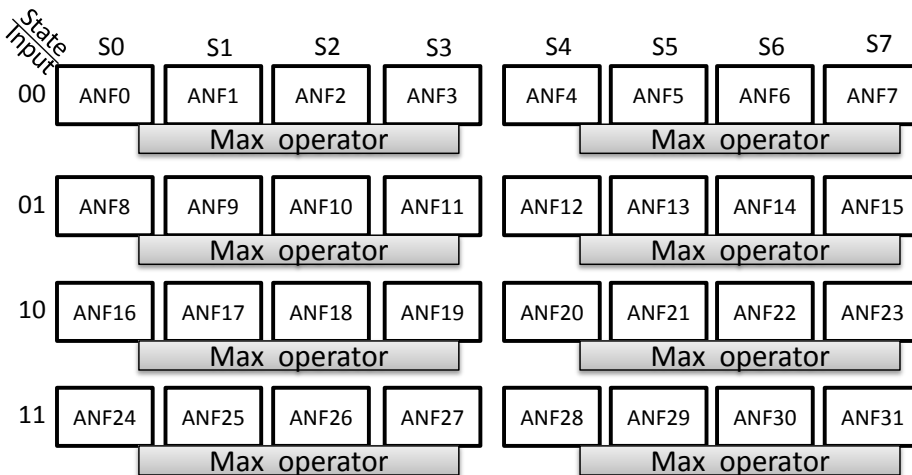 State
Input
S0 S1 S2 S3 S4 S5 S6 S7
00 ANF0 ANF1 ANF2 ANF3 ANF4 ANF5 ANF6 ANF7
Max operator Max operator
01 ANF8 ANF9 ANF10 ANF11 ANF12 ANF13 ANF14 ANF15
Max operator Max operator
10 ANF16 ANF17 ANF18 ANF19 ANF20 ANF21 ANF22 ANF23
Max operator Max operator
11 ANF24 ANF25 ANF26 ANF27 ANF28 ANF29 ANF30 ANF31
Max operator Max operator